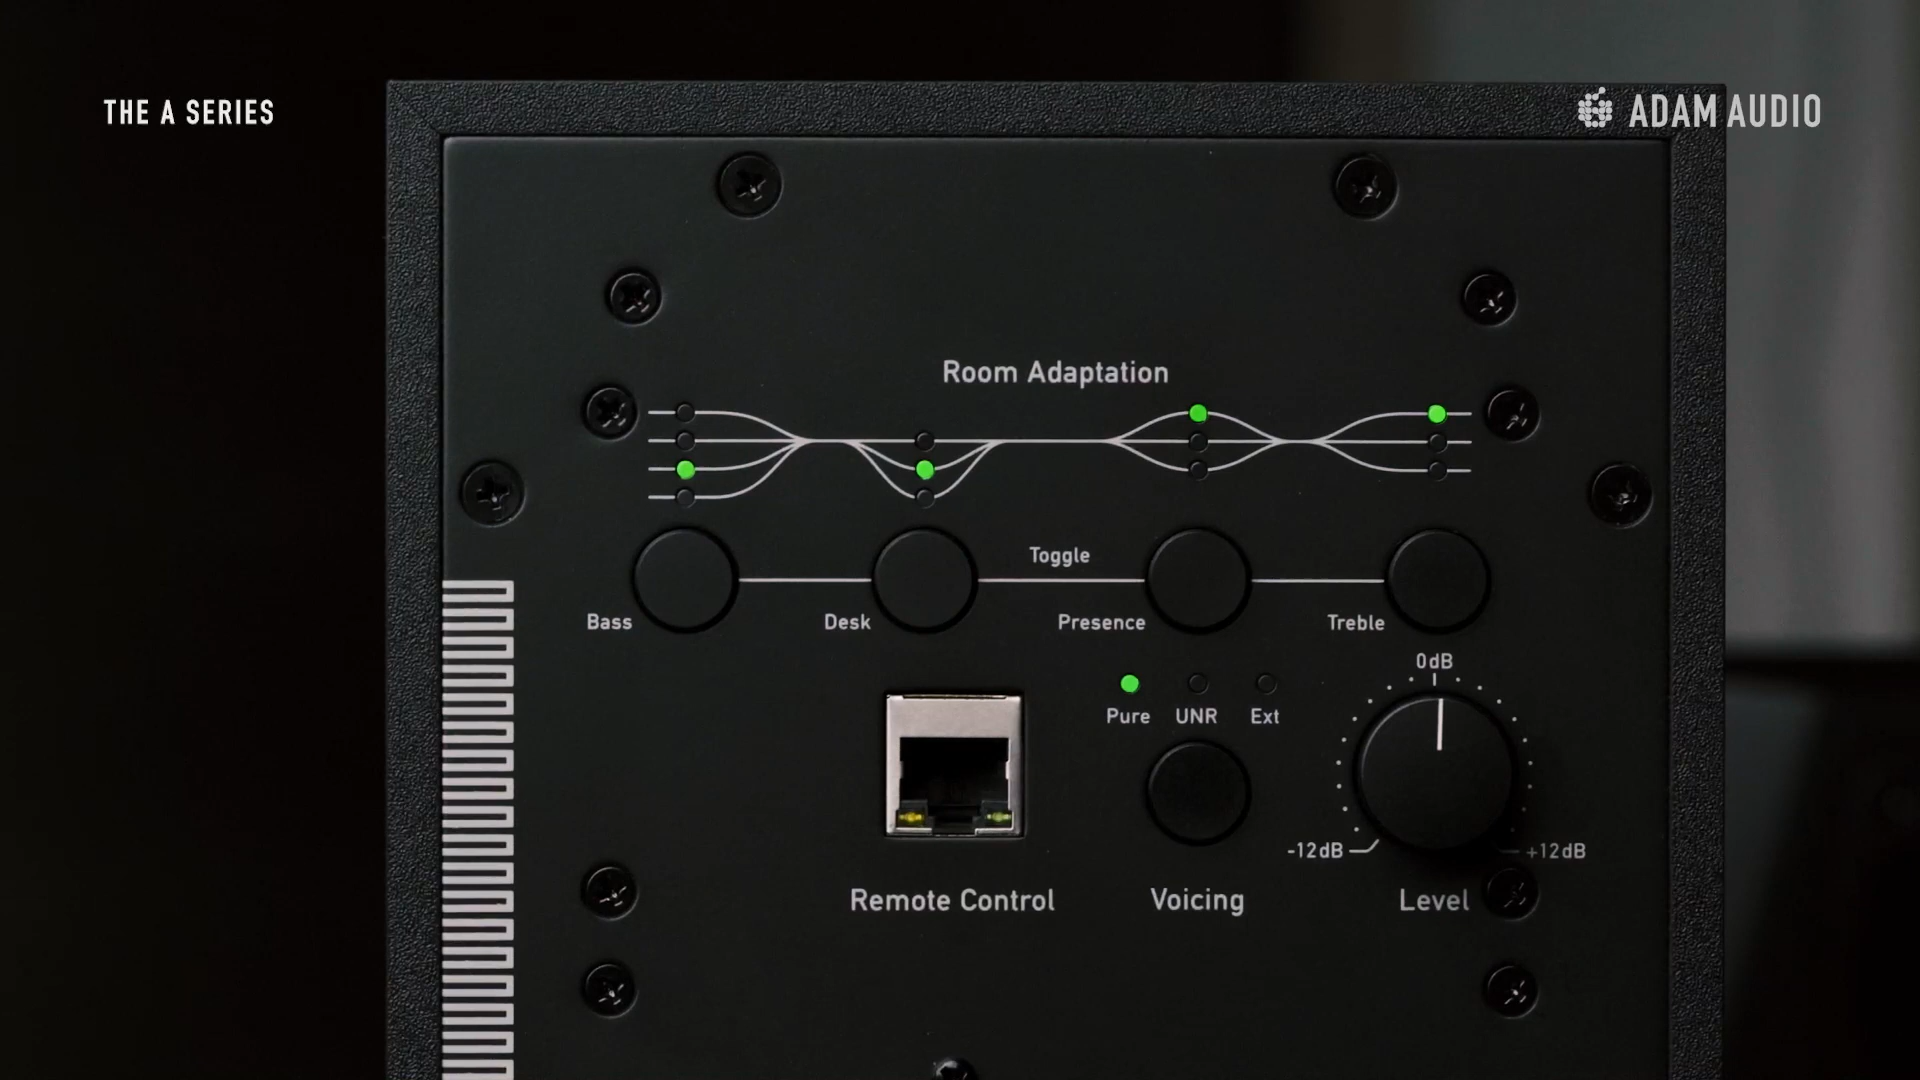 THE A SERIES
ADAM AUDIO
Room Adaptation
Toggle
Bass
Desk
Presence
Treble
0dB
Pure
UNR
Ext
-12dB
+12dB
Remote Control
Voicing
Level